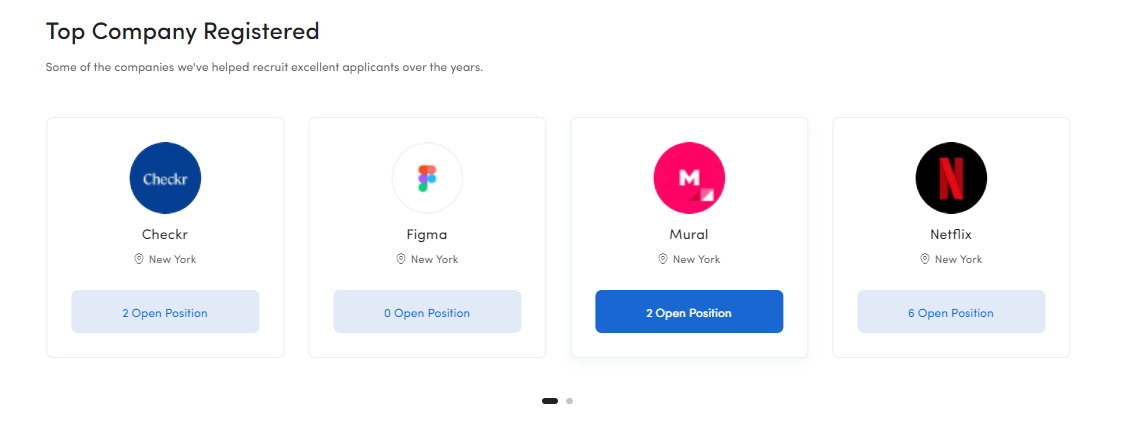 Top Company Registered
Some of the companies we've helped recruit excellent applicants over the years.
Checkr
Checkr
New York
2 Open Position
Figma
New York
0 Open Position
M
Mural
New York
2 Open Position
N
Netflix
New York
6 Open Position